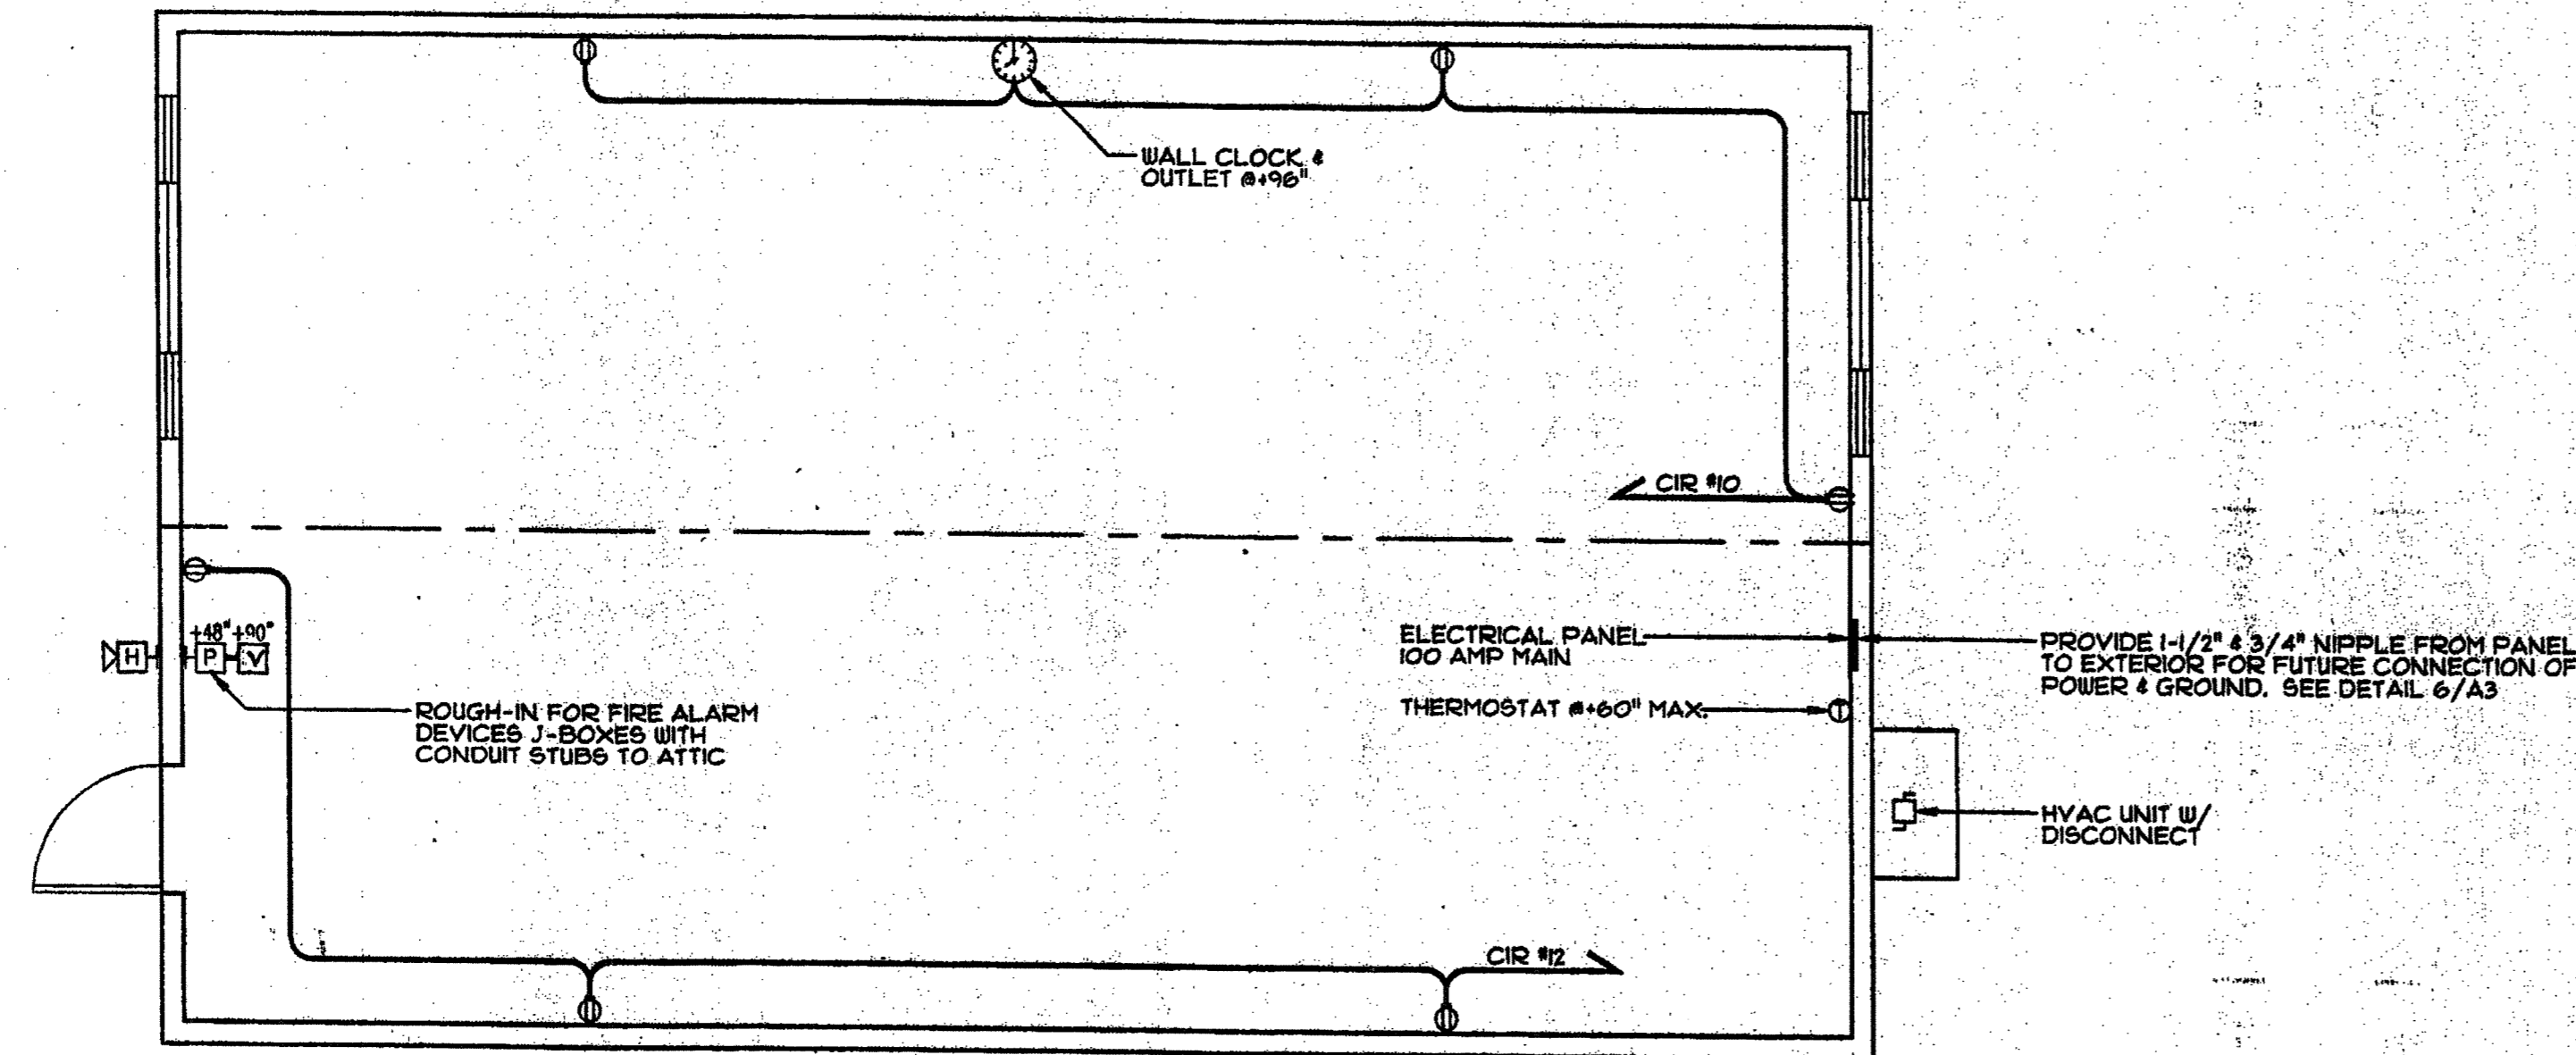 WALL CLOCK &
OUTLET @+96"
CIR #10
+48" +90"
H P V
ELECTRICAL PANEL
100 AMP MAIN
PROVIDE 1-1/2" & 3/4" NIPPLE FROM PANEL
TO EXTERIOR FOR FUTURE CONNECTION OF
POWER & GROUND. SEE DETAIL 6/A3
THERMOSTAT @+60" MAX.
ROUGH-IN FOR FIRE ALARM
DEVICES J-BOXES WITH
CONDUIT STUBS TO ATTIC
HVAC UNIT W/
DISCONNECT
CIR #12